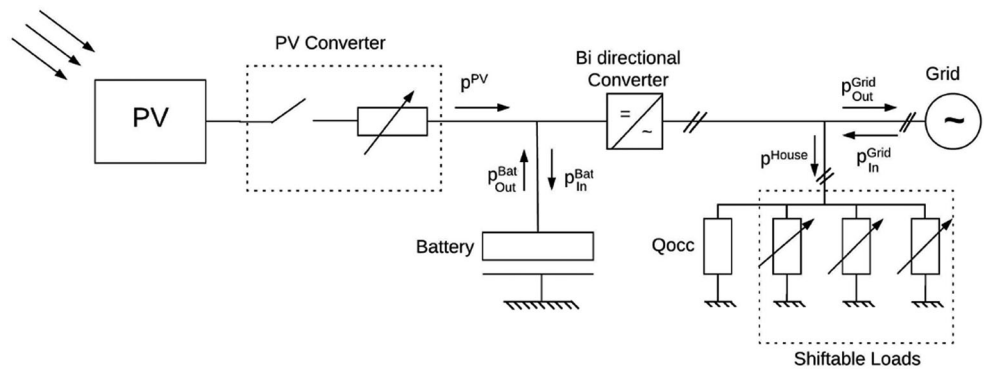 PV Converter
PV
p^PV
Bi directional
Converter
=
~
p^Grid_Out
Grid
~
p^Grid_In
p^House
p^Bat_Out
p^Bat_In
Battery
Qocc
Shiftable Loads